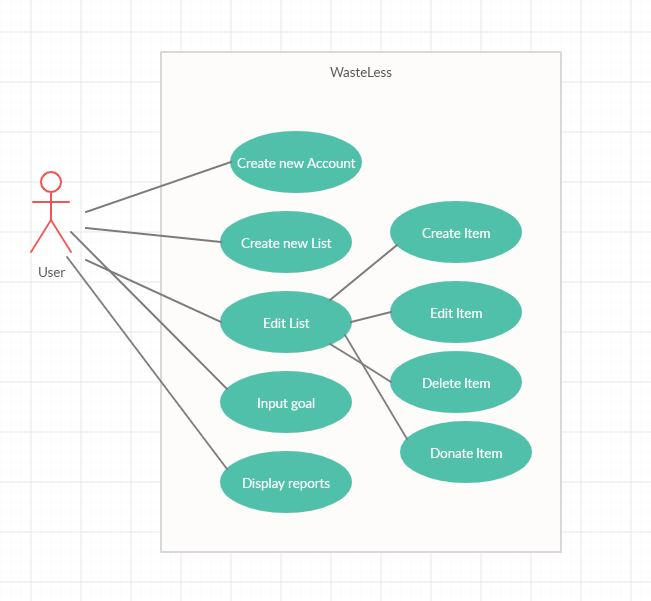 WasteLess
Create new Account
Create new List
Create Item
User
Edit List
Edit Item
Delete Item
Input goal
Donate Item
Display reports